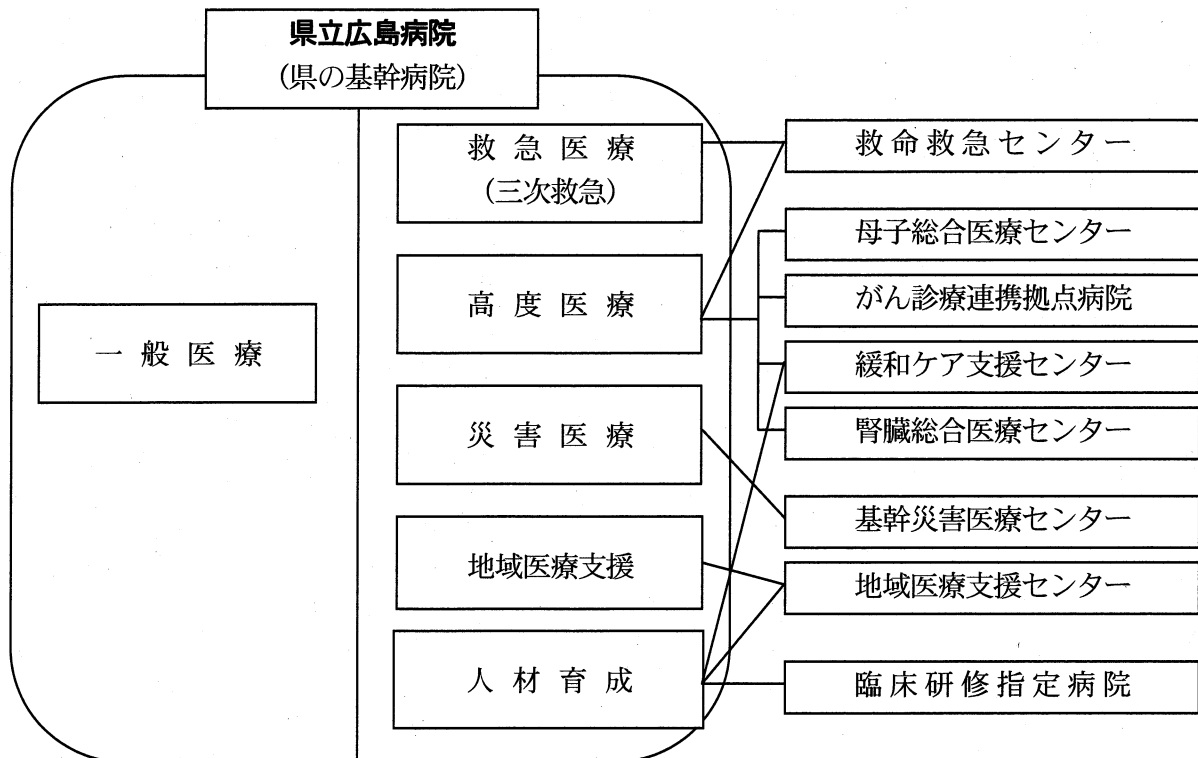 県立広島病院
(県の基幹病院)
一般医療
救急医療
(三次救急)
高度医療
災害医療
地域医療支援
人材育成
救命救急センター
母子総合医療センター
がん診療連携拠点病院
緩和ケア支援センター
腎臓総合医療センター
基幹災害医療センター
地域医療支援センター
臨床研修指定病院